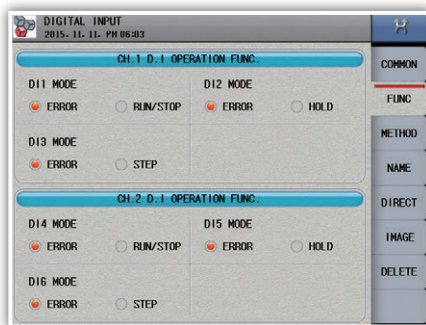 DIGITAL INPUT
2015. 11. 11. PM 06:03
CH.1 D.I OPERATION FUNC.
DI1 MODE DI2 MODE
ERROR RUN/STOP ERROR HOLD
DI3 MODE
ERROR STEP
CH.2 D.I OPERATION FUNC.
DI4 MODE DI5 MODE
ERROR RUN/STOP ERROR HOLD
DI6 MODE
ERROR STEP
COMMON
FUNC
METHOD
NAME
DIRECT
IMAGE
DELETE